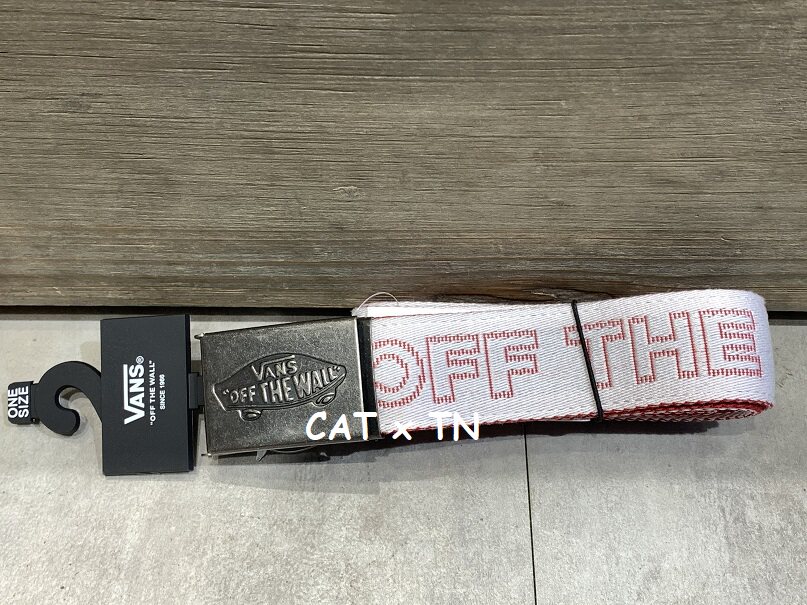 ONE
SIZE
VANS®
"OFF THE WALL"
SINCE 1966
VANS
"OFF THE WALL"
OFF THE
CAT x TN